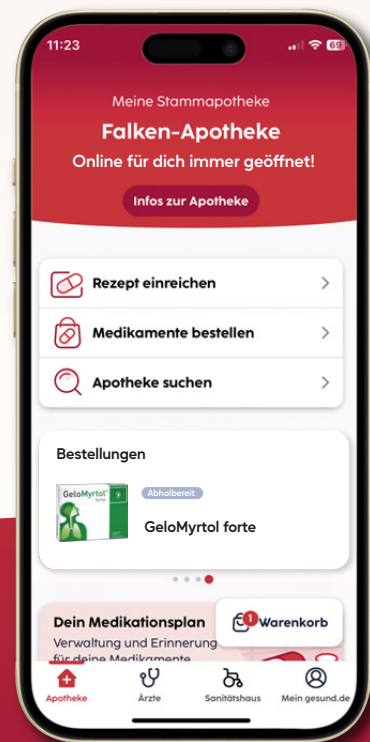 11:23
69
Meine Stammapotheke
Falken-Apotheke
Online für dich immer geöffnet!
Infos zur Apotheke
Rezept einreichen
Medikamente bestellen
Apotheke suchen
Bestellungen
GeloMyrtol®
forte
Abholbereit
GeloMyrtol forte
Dein Medikationsplan
1
Warenkorb
Verwaltung und Erinnerung
für deine Medikamente
Apotheke
Ärzte
Sanitätshaus
Mein gesund.de